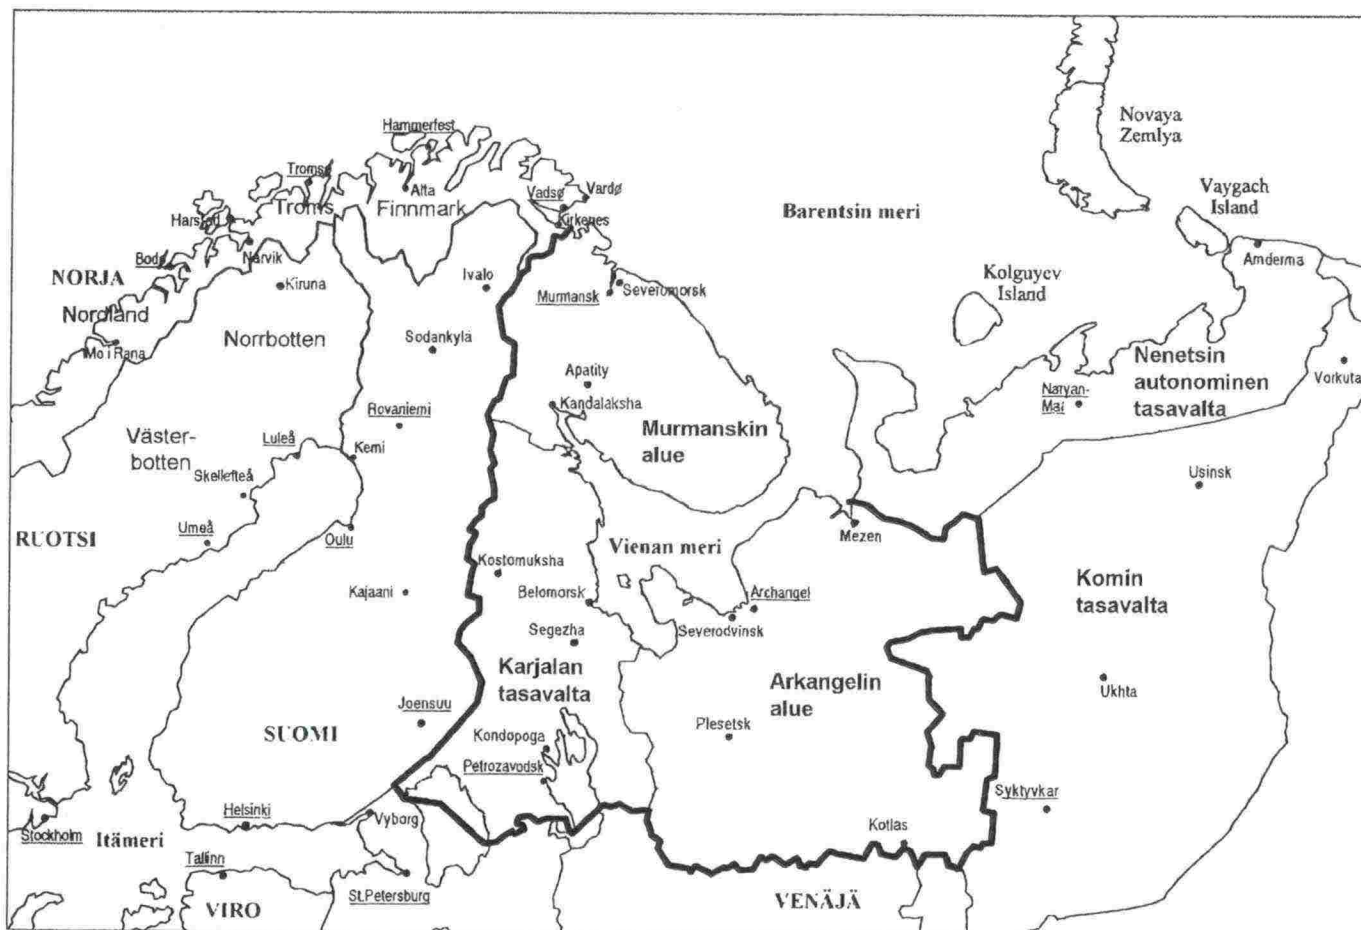 Novaya
Zemlya
Hammerfest
Tromsø
Alta
Vadsø
Vardø
Vaygach
Island
Harstad
Troms
Finnmark
Kirkenes
Barentsin meri
Bodø
Narvik
Amderma
NORJA
Kiruna
Ivalo
Murmansk
Severomorsk
Kolguyev
Island
Nordland
Norrbotten
Sodankylä
Mo i Rana
Nenetsin
autonominen
tasavalta
Vorkuta
Apatity
Kandalaksha
Naryan-
Mar
Rovaniemi
Murmanskin
alue
Väster-
botten
Luleå
Kemi
Skellefteå
Usinsk
Umeå
Oulu
RUOTSI
Mezen
Vienan meri
Kostomuksha
Komin
tasavalta
Kajaani
Belomorsk
Archangel
Severodvinsk
Segezha
Karjalan
tasavalta
Arkangelin
alue
Ukhta
Joensuu
SUOMI
Plesetsk
Kondopoga
Petrozavodsk
Syktyvkar
Helsinki
Vyborg
Stockholm
Itämeri
Kotlas
Tallinn
VIRO
St.Petersburg
VENÄJÄ